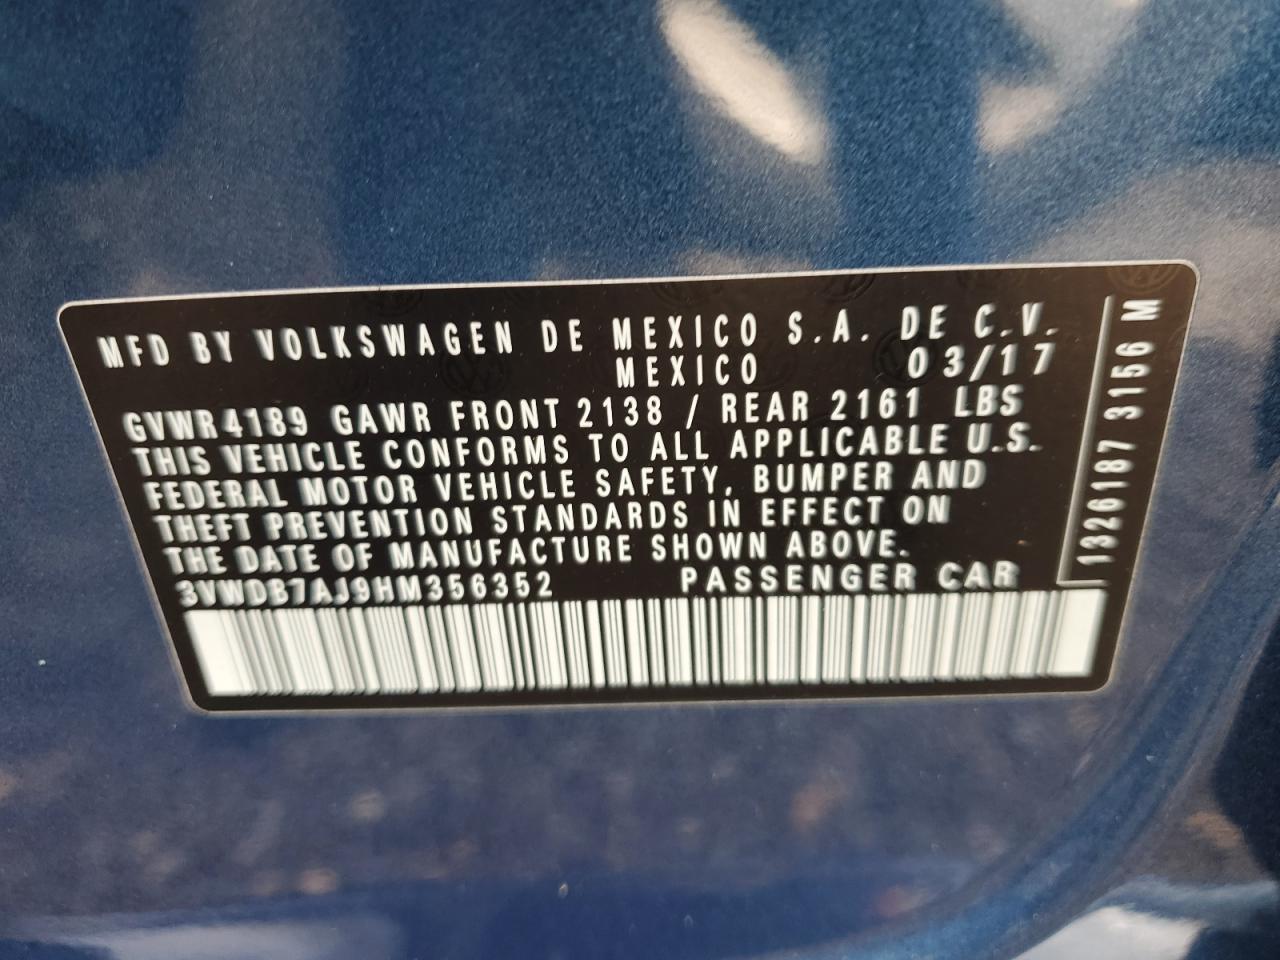 MFD BY VOLKSWAGEN DE MEXICO S.A. DE C.V.
MEXICO 03/17
GVWR4189 GAWR FRONT 2138 / REAR 2161 LBS
THIS VEHICLE CONFORMS TO ALL APPLICABLE U.S.
FEDERAL MOTOR VEHICLE SAFETY, BUMPER AND
THEFT PREVENTION STANDARDS IN EFFECT ON
THE DATE OF MANUFACTURE SHOWN ABOVE.
3VWDB7AJ9HM356352 PASSENGER CAR
1326187 3156 M